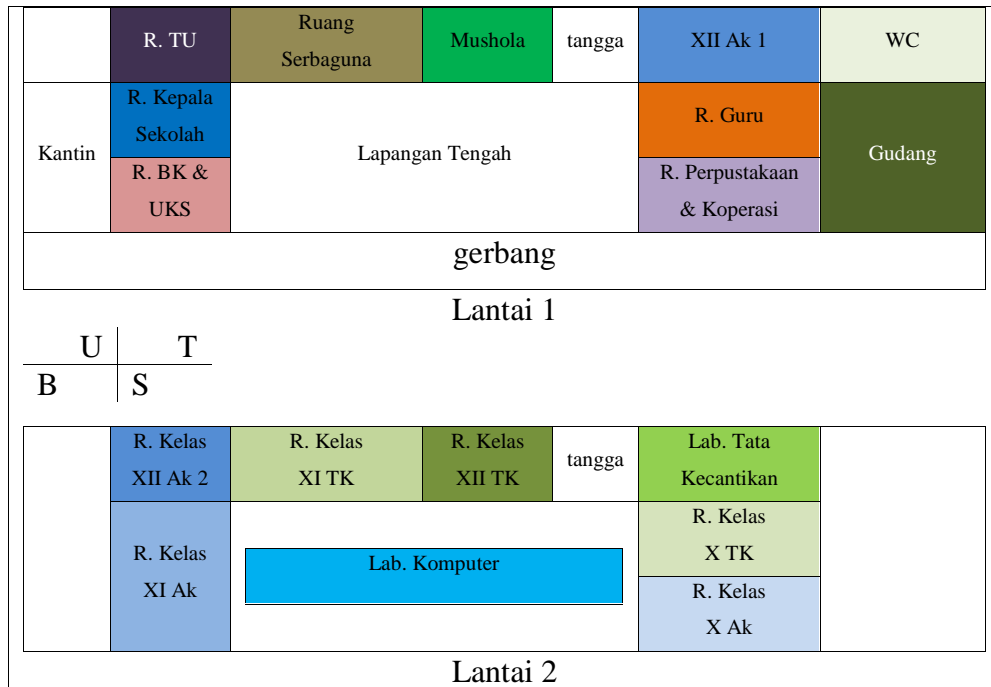 R. TU
Ruang
Serbaguna
Mushola
tangga
XII Ak 1
WC
Kantin
R. Kepala
Sekolah
R. BK &
UKS
Lapangan Tengah
R. Guru
R. Perpustakaan
& Koperasi
Gudang
gerbang
Lantai 1
U T
B S
R. Kelas
XII Ak 2
R. Kelas
XI TK
R. Kelas
XII TK
tangga
Lab. Tata
Kecantikan
R. Kelas
XI Ak
Lab. Komputer
R. Kelas
X TK
R. Kelas
X Ak
Lantai 2